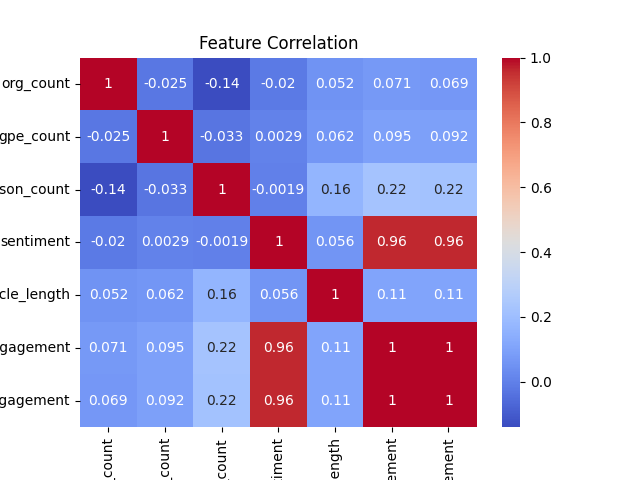 Feature Correlation
org_count 1 -0.025 -0.14 -0.02 0.052 0.071 0.069
gpe_count -0.025 1 -0.033 0.0029 0.062 0.095 0.092
son_count -0.14 -0.033 1 -0.0019 0.16 0.22 0.22
sentiment -0.02 0.0029 -0.0019 1 0.056 0.96 0.96
cle_length 0.052 0.062 0.16 0.056 1 0.11 0.11
gagement 0.071 0.095 0.22 0.96 0.11 1 1
gagement 0.069 0.092 0.22 0.96 0.11 1 1
_count
_count
_count
timent
ength
ement
ement
1.0
0.8
0.6
0.4
0.2
0.0